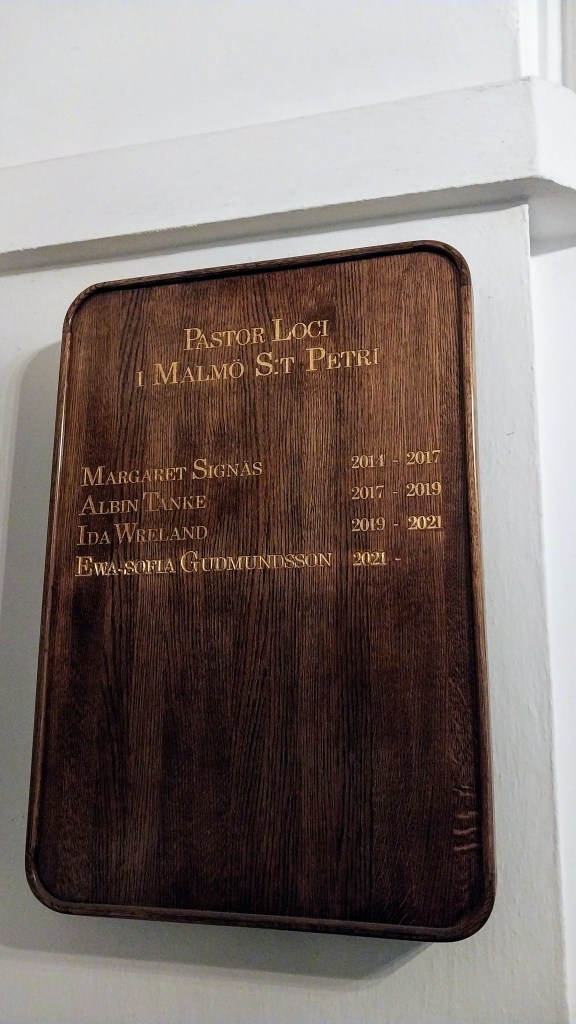 PASTOR LOCI
I MALMÖ S:T PETRI
MARGARET SIGNÄS 2014 - 2017
ALBIN TANKE 2017 - 2019
IDA WRELAND 2019 - 2021
EWA-SOFIA GUDMUNDSSON 2021 -